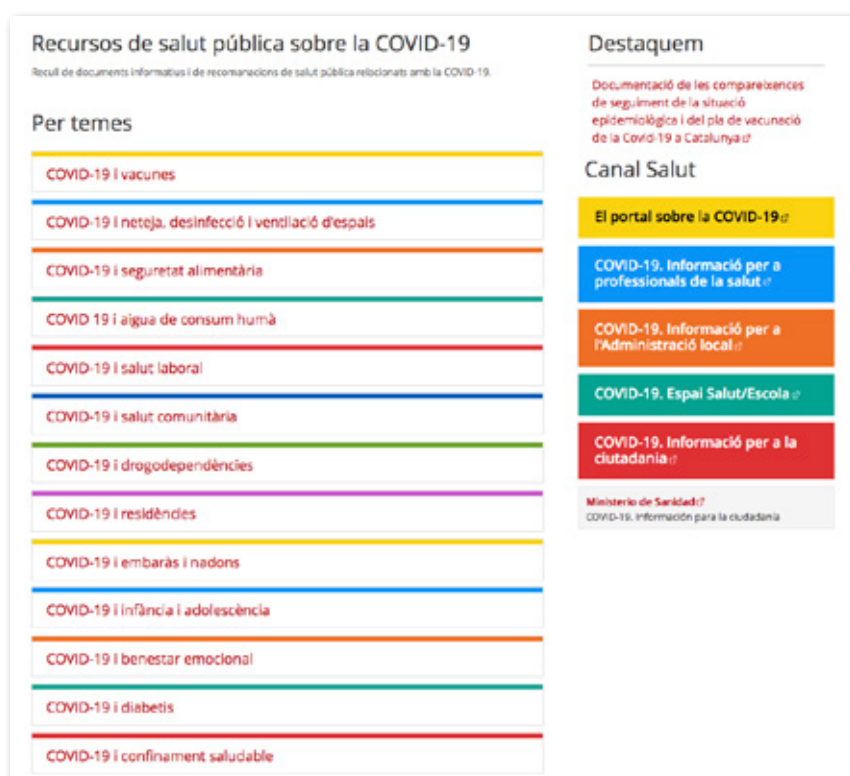 Recursos de salut pública sobre la COVID-19
Recull de documents informatius i de recomanacions de salut pública relacionats amb la COVID-19.
Per temes
COVID-19 i vacunes
COVID-19 i neteja, desinfecció i ventilació d'espais
COVID-19 i seguretat alimentària
COVID 19 i aigua de consum humà
COVID-19 i salut laboral
COVID-19 i salut comunitària
COVID-19 i drogodependències
COVID-19 i residències
COVID-19 i embaràs i nadons
COVID-19 i infància i adolescència
COVID-19 i benestar emocional
COVID-19 i diabetis
COVID-19 i confinament saludable
Destaquem
Documentació de les compareixences
de seguiment de la situació
epidemiològica i del pla de vacunació
de la Covid-19 a Catalunya
Canal Salut
El portal sobre la COVID-19
COVID-19. Informació per a
professionals de la salut
COVID-19. Informació per a
l'Administració local
COVID-19. Espai Salut/Escola
COVID-19. Informació per a la
ciutadania
Ministerio de Sanidad
COVID-19. Información para la ciudadania